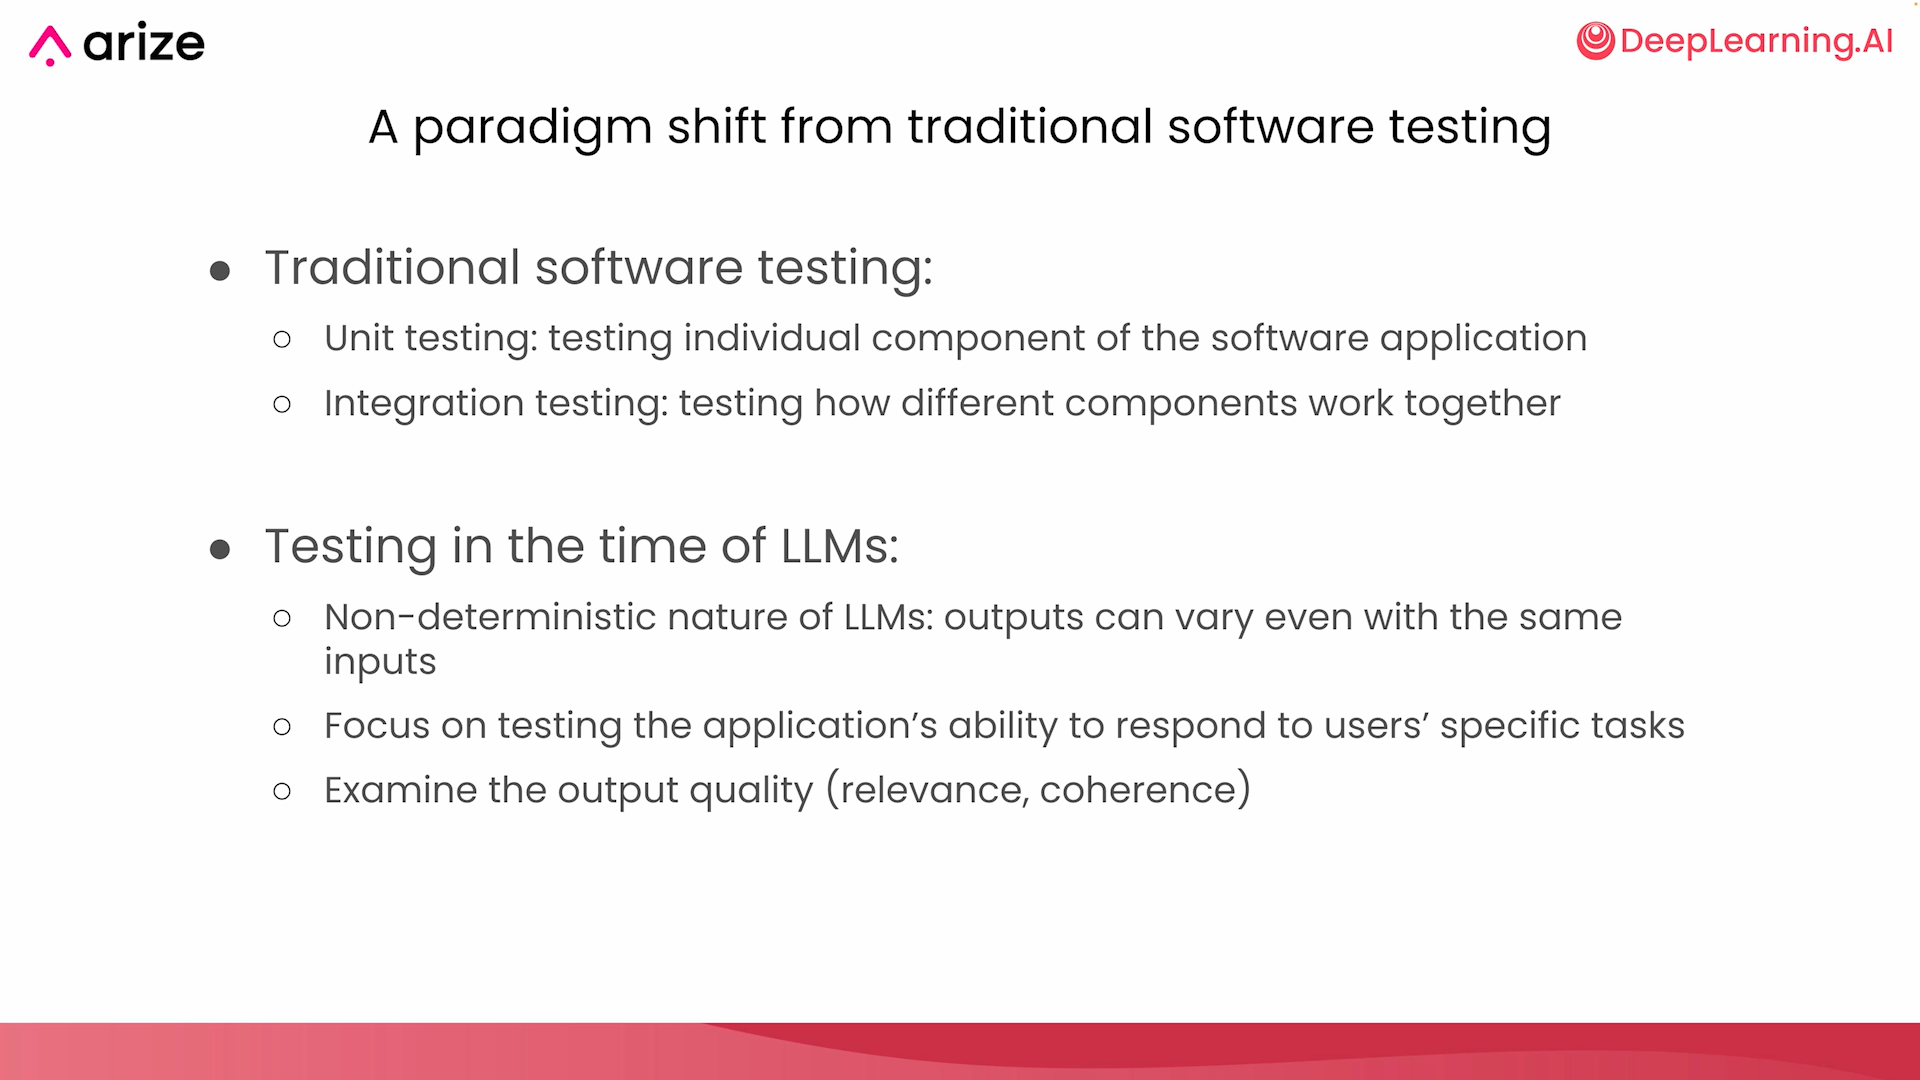 arize
DeepLearning.AI
A paradigm shift from traditional software testing
● Traditional software testing:
○ Unit testing: testing individual component of the software application
○ Integration testing: testing how different components work together
● Testing in the time of LLMs:
○ Non-deterministic nature of LLMs: outputs can vary even with the same
inputs
○ Focus on testing the application’s ability to respond to users’ specific tasks
○ Examine the output quality (relevance, coherence)